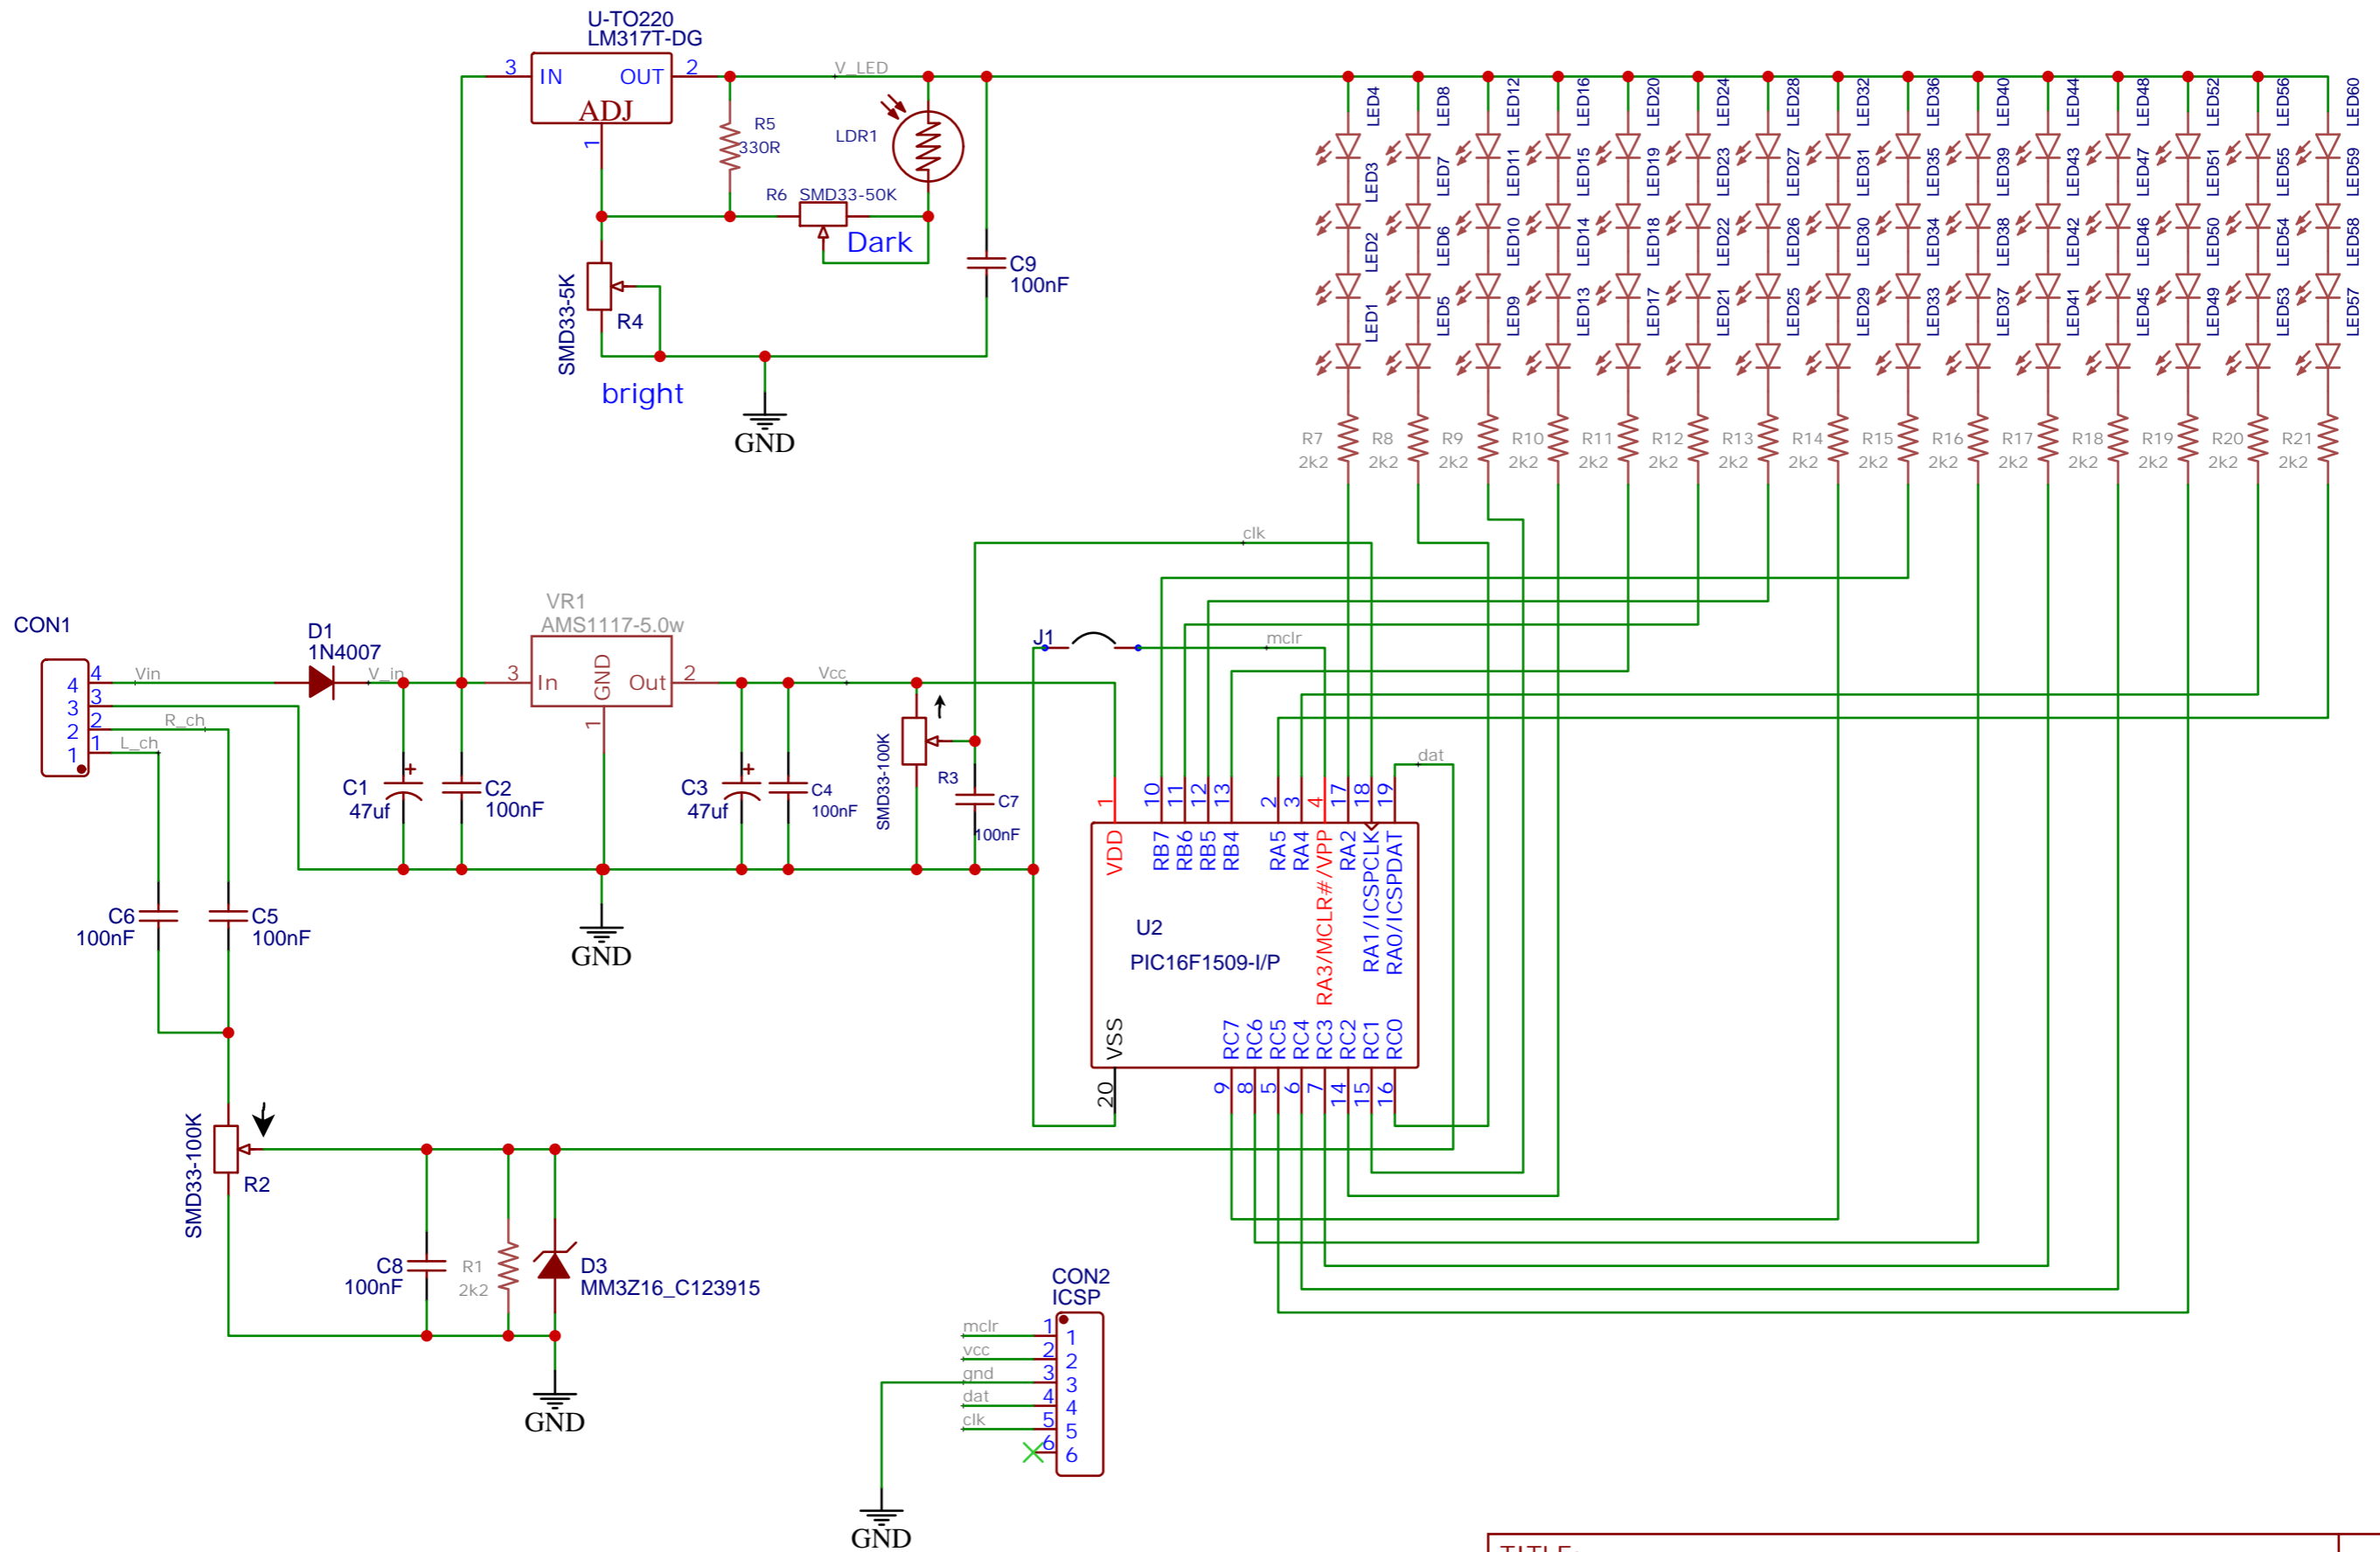 U-TO220
LM317T-DG
3 IN OUT 2
ADJ
1
V_LED
R5
330R
LDR1
R6 SMD33-50K
Dark
SMD33-5K
R4
bright
C9
100nF
GND
LED4 LED8 LED12 LED16 LED20 LED24 LED28 LED32 LED36 LED40 LED44 LED48 LED52 LED56 LED60
LED3 LED7 LED11 LED15 LED19 LED23 LED27 LED31 LED35 LED39 LED43 LED47 LED51 LED55 LED59
LED2 LED6 LED10 LED14 LED18 LED22 LED26 LED30 LED34 LED38 LED42 LED46 LED50 LED54 LED58
LED1 LED5 LED9 LED13 LED17 LED21 LED25 LED29 LED33 LED37 LED41 LED45 LED49 LED53 LED57
R7 R8 R9 R10 R11 R12 R13 R14 R15 R16 R17 R18 R19 R20 R21
2k2 2k2 2k2 2k2 2k2 2k2 2k2 2k2 2k2 2k2 2k2 2k2 2k2 2k2 2k2
clk
CON1
4 4
3 3
2 2
1 1
Vin
R_ch
L_ch
D1
1N4007
V_in
VR1
AMS1117-5.0w
3 In GND Out 2
1
Vcc
J1
mclr
dat
C1
47uf
+
C2
100nF
C3
47uf
+
C4
100nF
SMD33-100K
R3
C7
100nF
GND
C6
100nF
C5
100nF
1 10 11 12 13 2 3 4 17 18 19
VDD RB7 RB6 RB5 RB4 RA5 RA4 RA3/MCLR#/VPP RA2 RA1/ICSPCLK RA0/ICSPDAT
U2
PIC16F1509-I/P
VSS RC7 RC6 RC5 RC4 RC3 RC2 RC1 RC0
20 9 8 5 6 7 14 15 16
SMD33-100K
R2
C8
100nF
R1
2k2
D3
MM3Z16_C123915
GND
CON2
ICSP
mclr 1 1
vcc 2 2
gnd 3 3
dat 4 4
clk 5 5
6 6
GND
TITLE: